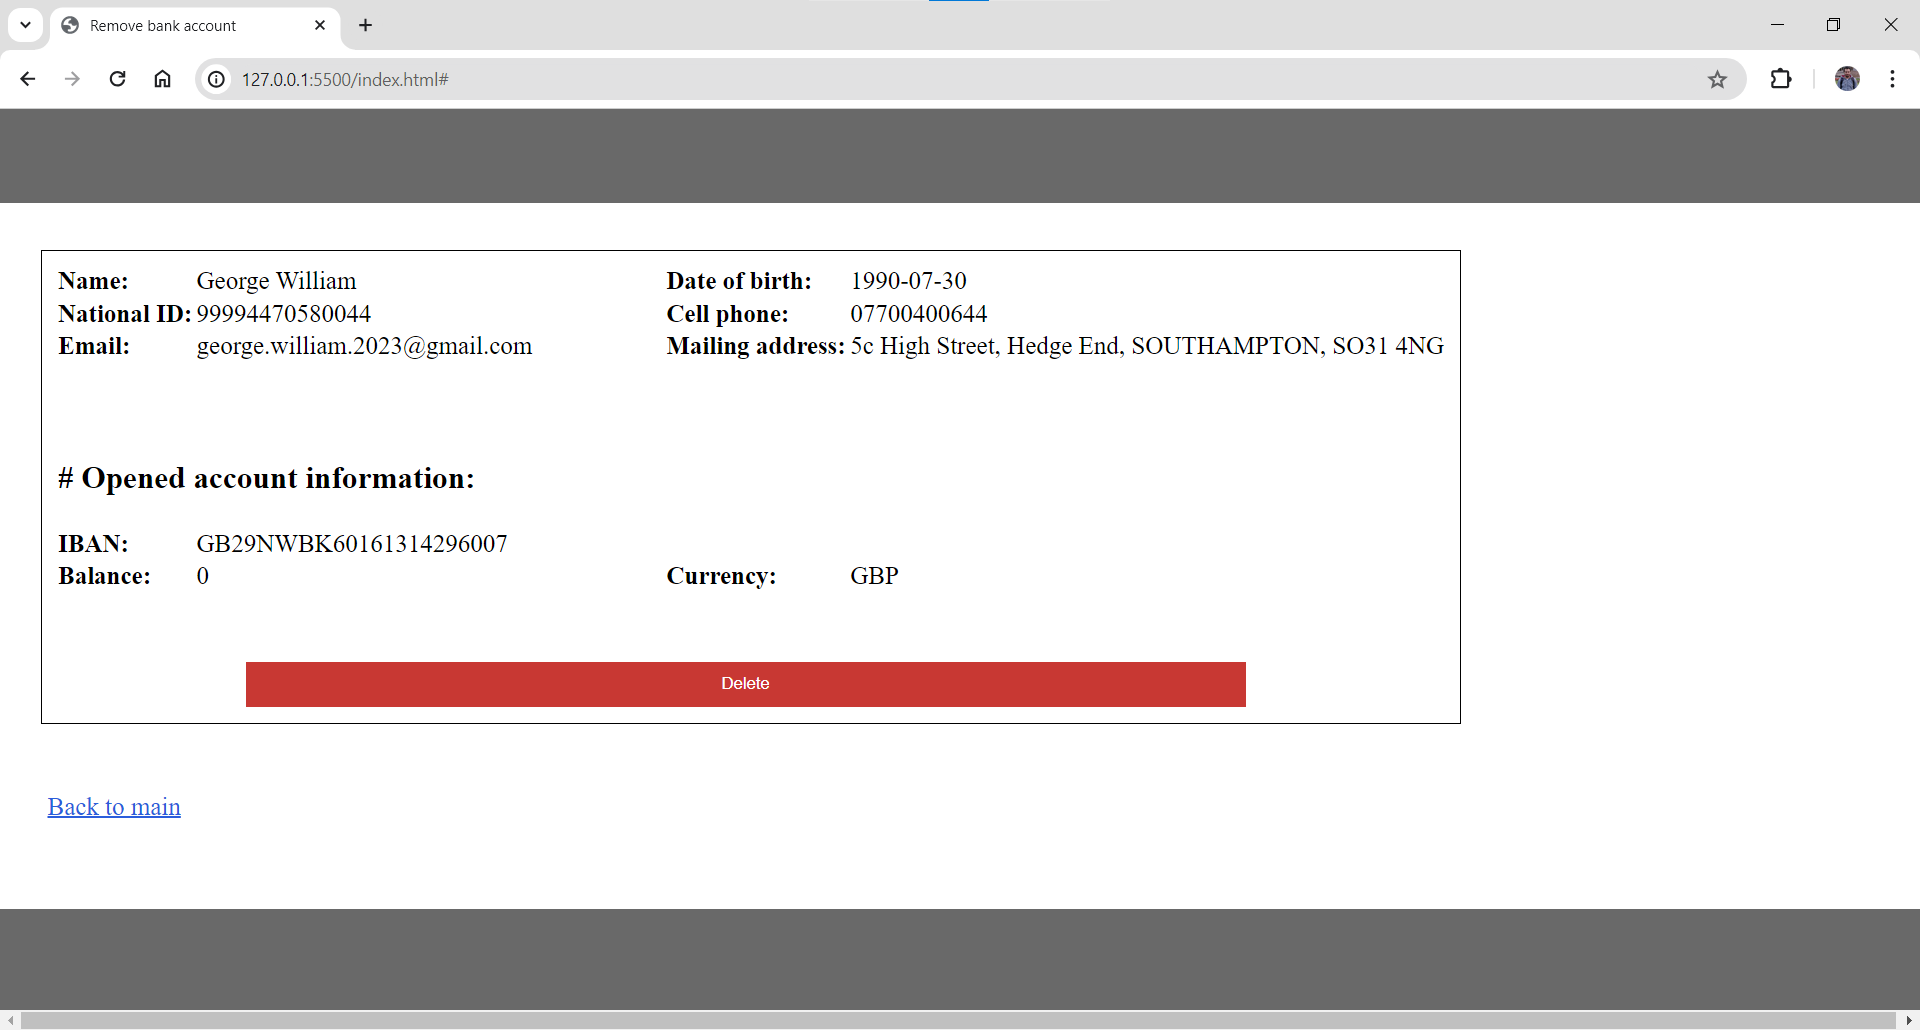 Remove bank account
127.0.0.1:5500/index.html#
Name: George William Date of birth: 1990-07-30
National ID: 99994470580044 Cell phone: 07700400644
Email: george.william.2023@gmail.com Mailing address: 5c High Street, Hedge End, SOUTHAMPTON, SO31 4NG
# Opened account information:
IBAN: GB29NWBK60161314296007
Balance: 0 Currency: GBP
Delete
Back to main